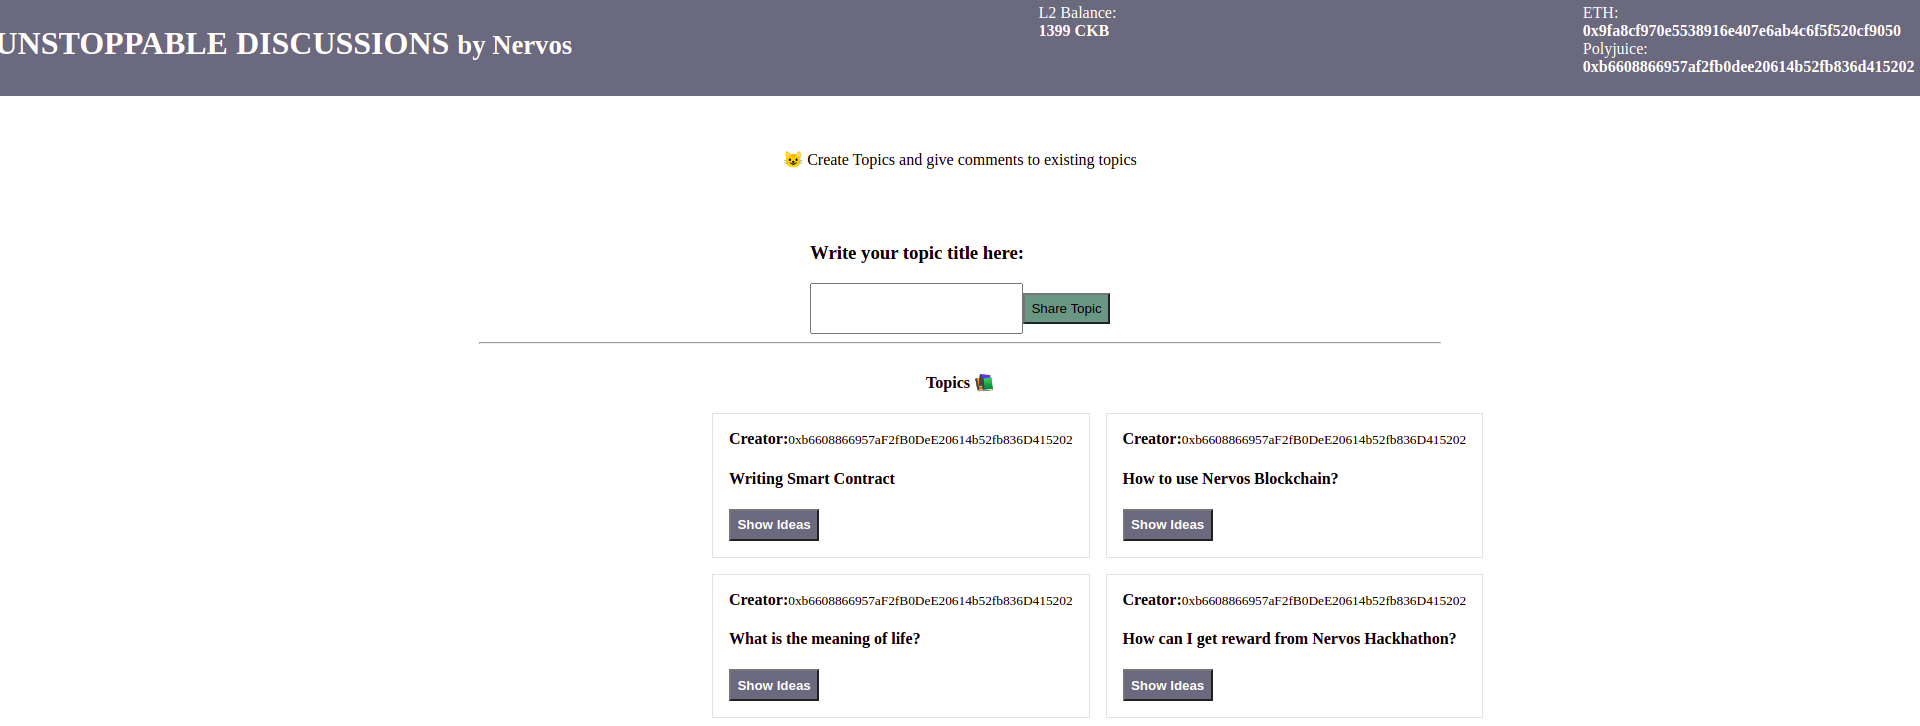 UNSTOPPABLE DISCUSSIONS by Nervos
L2 Balance:
1399 CKB
ETH:
0x9fa8cf970e5538916e407e6ab4c6f5f520cf9050
Polyjuice:
0xb6608866957af2fb0dee20614b52fb836d415202
😺 Create Topics and give comments to existing topics
Write your topic title here:
Share Topic
Topics 📚
Creator:0xb6608866957aF2fB0DeE20614b52fb836D415202
Writing Smart Contract
Show Ideas
Creator:0xb6608866957aF2fB0DeE20614b52fb836D415202
How to use Nervos Blockchain?
Show Ideas
Creator:0xb6608866957aF2fB0DeE20614b52fb836D415202
What is the meaning of life?
Show Ideas
Creator:0xb6608866957aF2fB0DeE20614b52fb836D415202
How can I get reward from Nervos Hackhathon?
Show Ideas